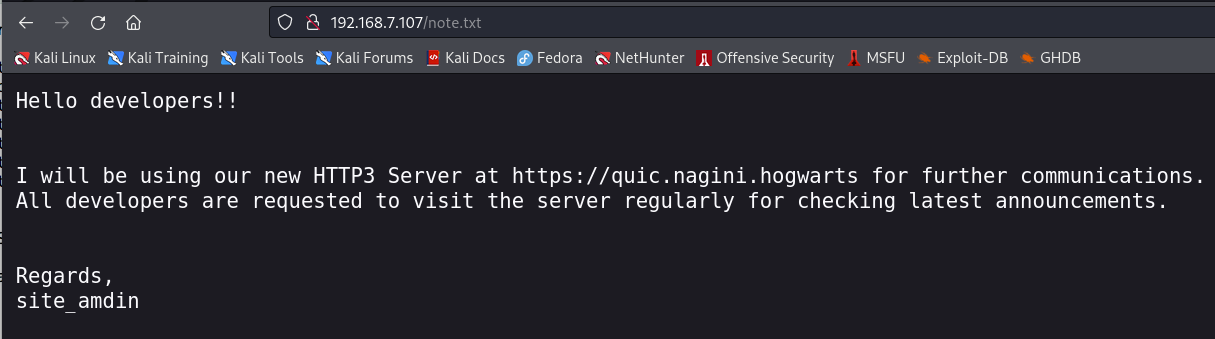 192.168.7.107/note.txt
Kali Linux Kali Training Kali Tools Kali Forums Kali Docs Fedora NetHunter Offensive Security MSFU Exploit-DB GHDB
Hello developers!!
I will be using our new HTTP3 Server at https://quic.nagini.hogwarts for further communications.
All developers are requested to visit the server regularly for checking latest announcements.
Regards,
site_amdin